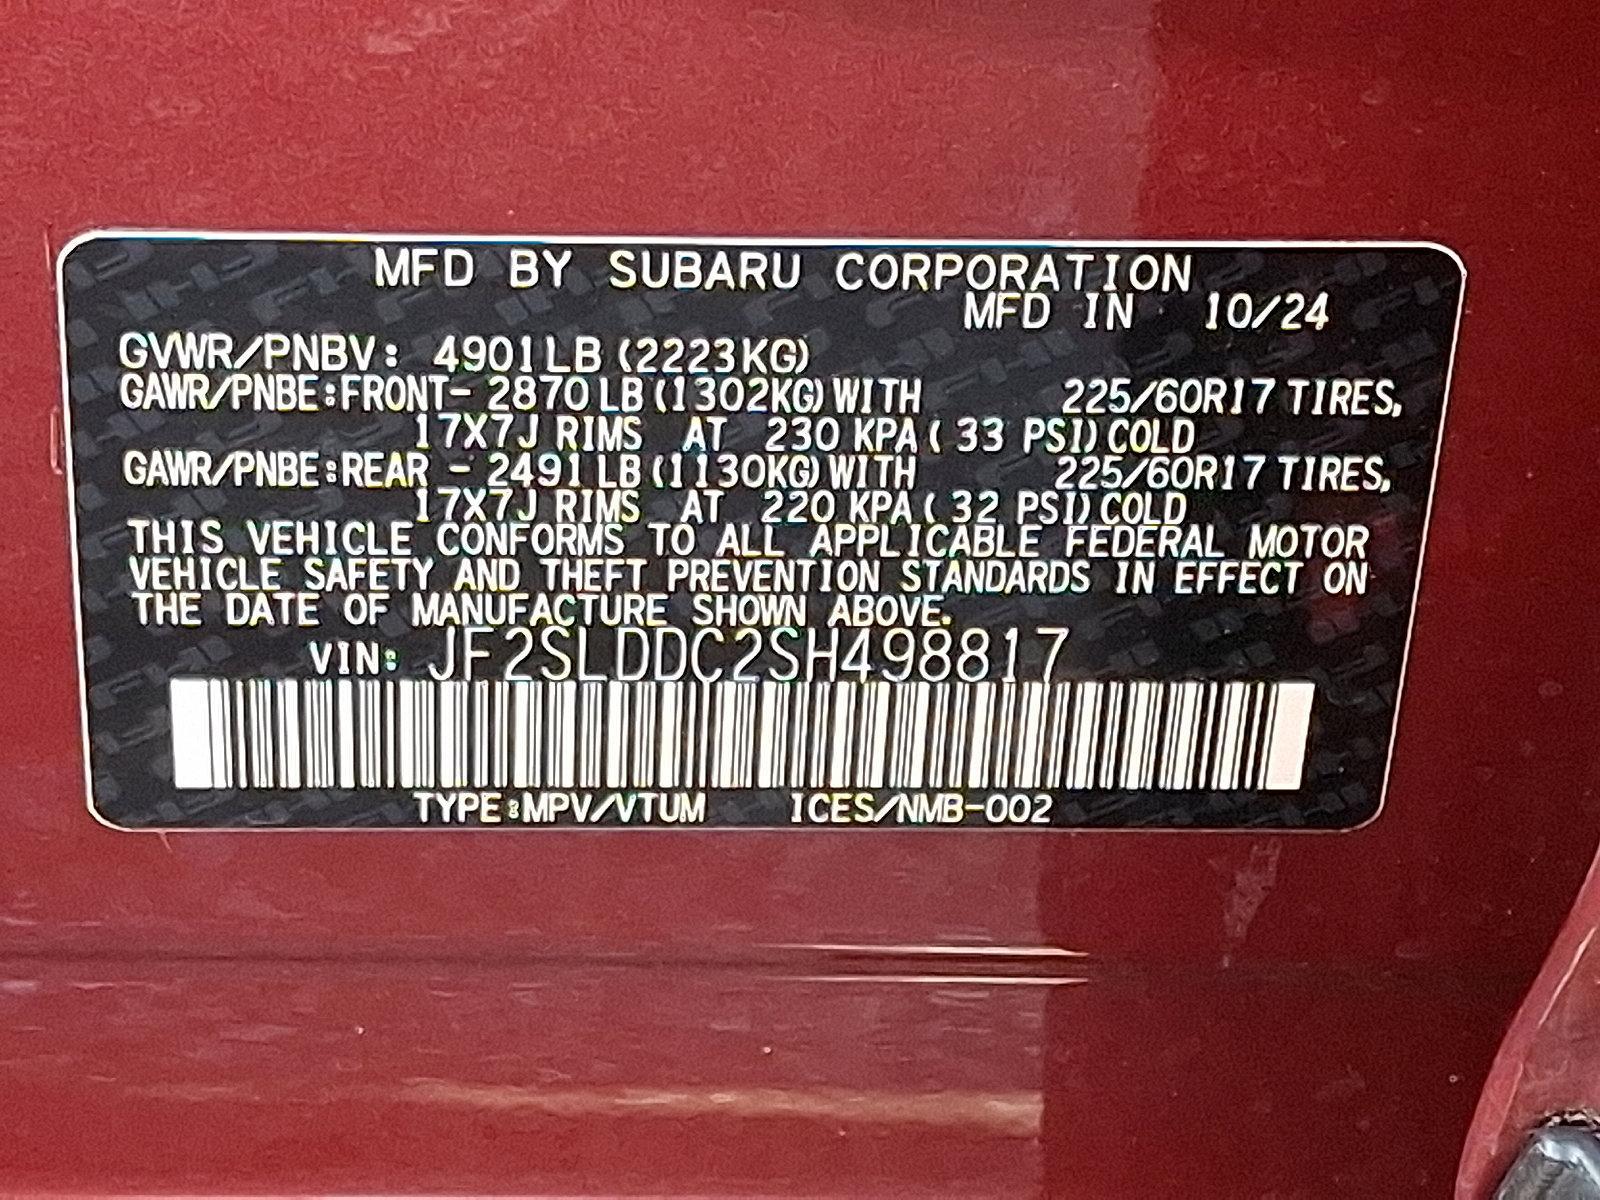 MFD BY SUBARU CORPORATION
MFD IN 10/24
GVWR/PNBV: 4901LB (2223KG)
GAWR/PNBE:FRONT- 2870 LB (1302KG) WITH 225/60R17 TIRES,
17X7J RIMS AT 230 KPA ( 33 PSI) COLD
GAWR/PNBE:REAR - 2491 LB (1130KG) WITH 225/60R17 TIRES,
17X7J RIMS AT 220 KPA ( 32 PSI) COLD
THIS VEHICLE CONFORMS TO ALL APPLICABLE FEDERAL MOTOR
VEHICLE SAFETY AND THEFT PREVENTION STANDARDS IN EFFECT ON
THE DATE OF MANUFACTURE SHOWN ABOVE.
VIN: JF2SLDDC2SH498817
TYPE:MPV/VTUM ICES/NMB-002